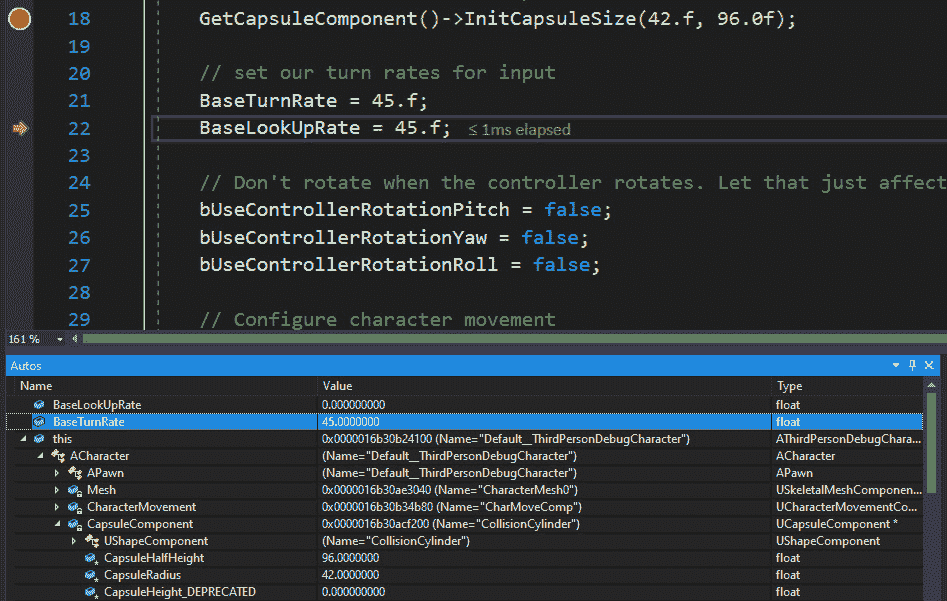 18 GetCapsuleComponent()->InitCapsuleSize(42.f, 96.0f);
19
20 // set our turn rates for input
21 BaseTurnRate = 45.f;
22 BaseLookUpRate = 45.f; ≤ 1ms elapsed
23
24 // Don't rotate when the controller rotates. Let that just affect
25 bUseControllerRotationPitch = false;
26 bUseControllerRotationYaw = false;
27 bUseControllerRotationRoll = false;
28
29 // Configure character movement
161 %
Autos
Name Value Type
BaseLookUpRate 0.000000000 float
BaseTurnRate 45.0000000 float
this 0x0000016b30b24100 (Name="Default__ThirdPersonDebugCharacter") AThirdPersonDebugChara...
ACharacter (Name="Default__ThirdPersonDebugCharacter") ACharacter
APawn (Name="Default__ThirdPersonDebugCharacter") APawn
Mesh 0x0000016b30ae3040 (Name="CharacterMesh0") USkeletalMeshComponen...
CharacterMovement 0x0000016b30b34b80 (Name="CharMoveComp") UCharacterMovementCo...
CapsuleComponent 0x0000016b30acf200 (Name="CollisionCylinder") UCapsuleComponent *
UShapeComponent (Name="CollisionCylinder") UShapeComponent
CapsuleHalfHeight 96.0000000 float
CapsuleRadius 42.0000000 float
CapsuleHeight_DEPRECATED 0.000000000 float